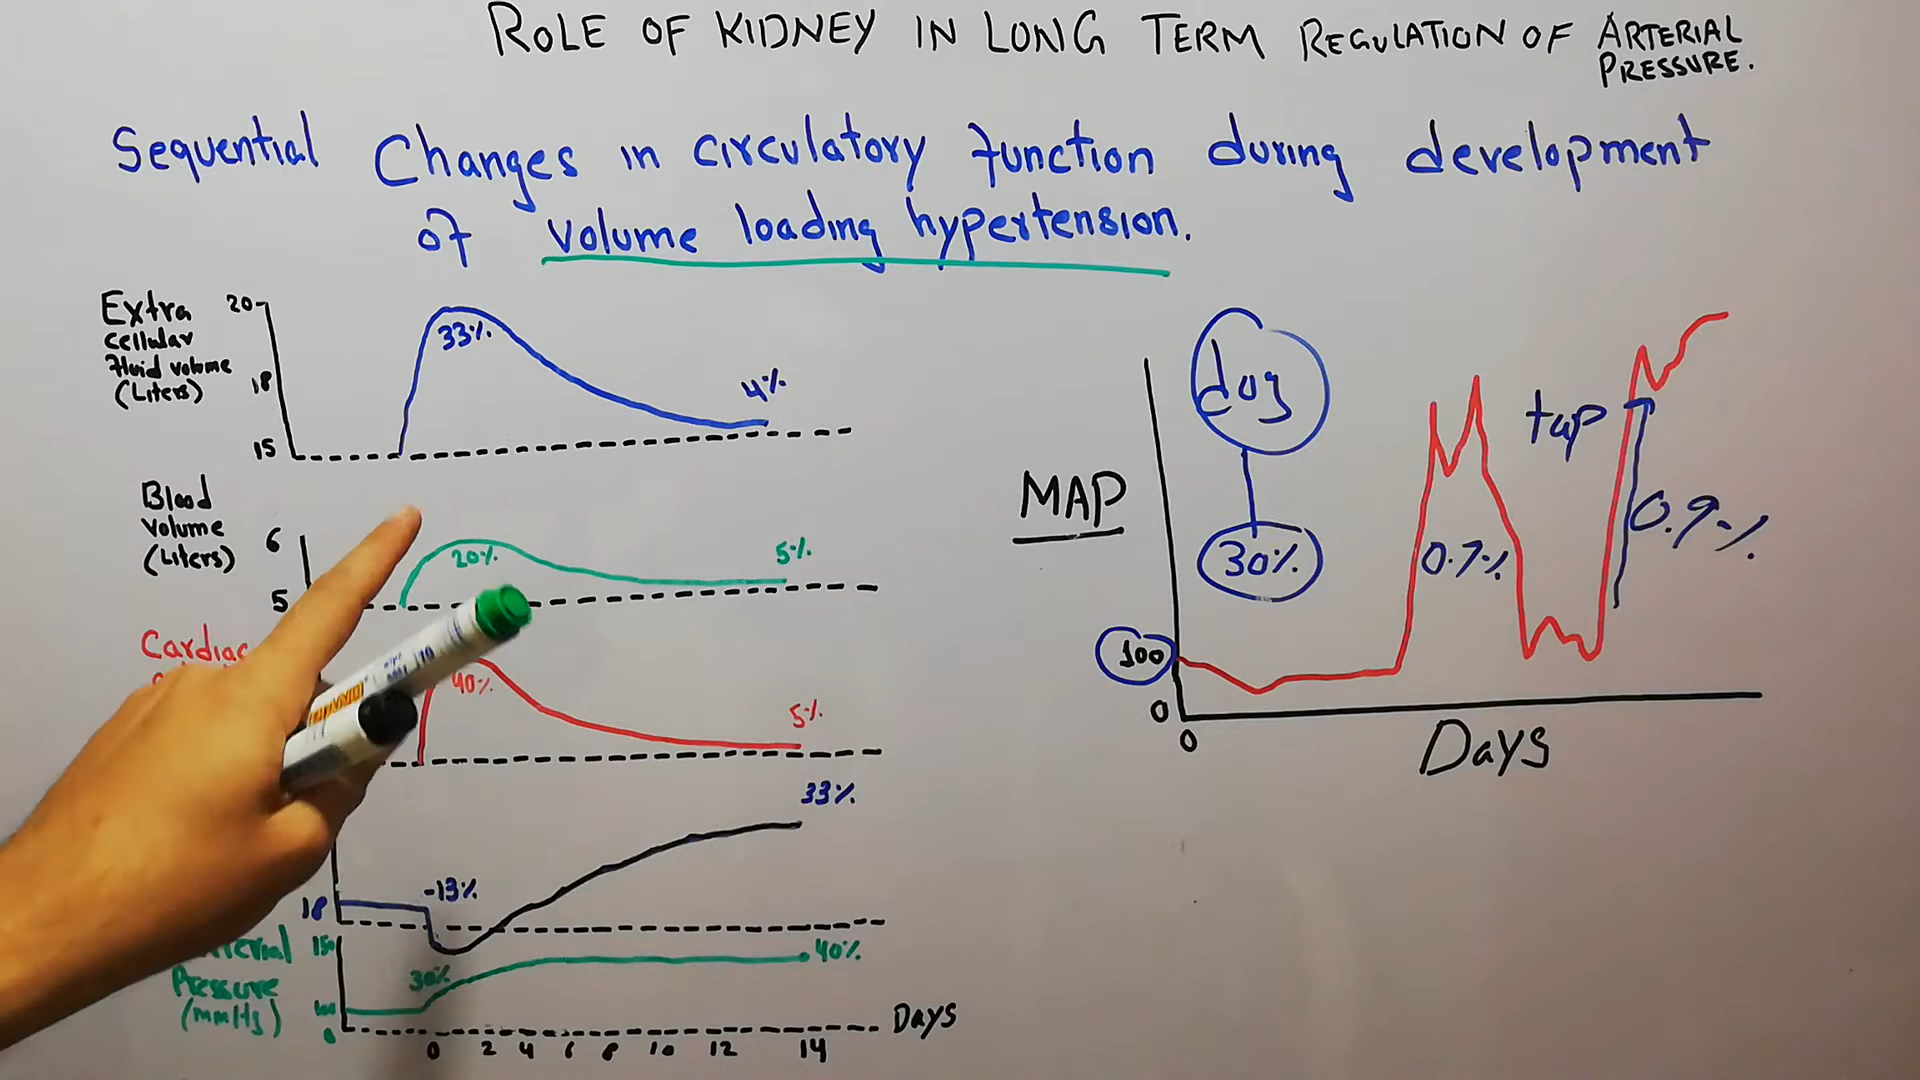 ROLE OF KIDNEY IN LONG TERM REGULATION OF ARTERIAL
PRESSURE.
Sequential Changes in circulatory function during development
of volume loading hypertension.
Extra
cellular
fluid volume
(Liters)
20
18
15
33%
4%
Blood
volume
(Liters)
6
5
20%
5%
Cardiac
40%
5%
33%
18
-13%
Pressure
(mmHg)
150
100
0
30%
40%
Days
0 2 4 6 8 10 12 14
MAP
dog
30%
100
0
0
0.7%
tap
0.9%
Days